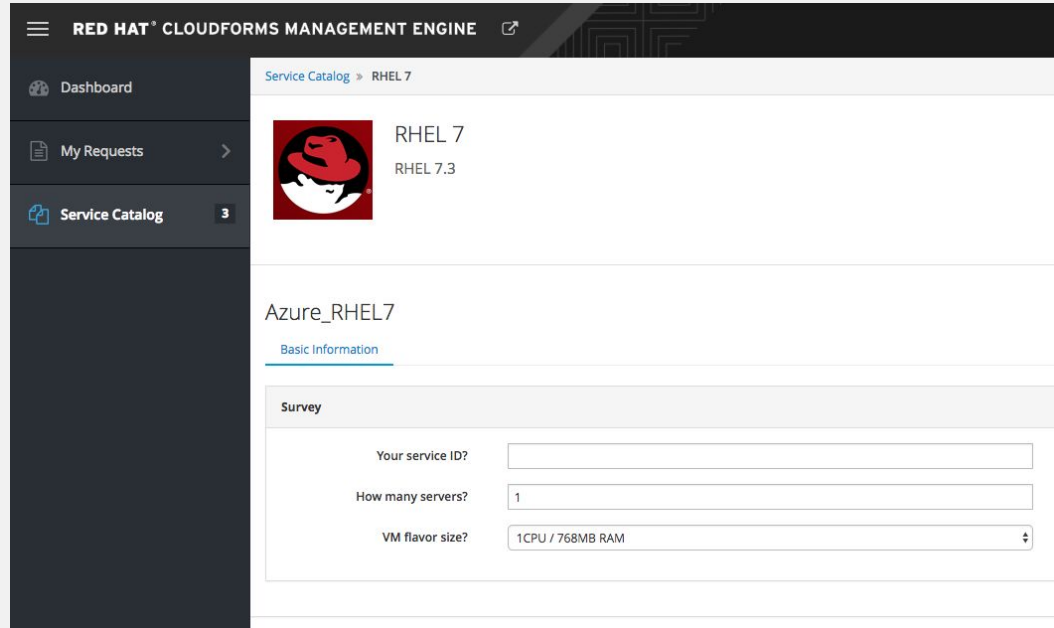 RED HAT® CLOUDFORMS MANAGEMENT ENGINE
Dashboard
My Requests
Service Catalog 3
Service Catalog » RHEL 7
RHEL 7
RHEL 7.3
Azure_RHEL7
Basic Information
Survey
Your service ID?
How many servers? 1
VM flavor size? 1CPU / 768MB RAM